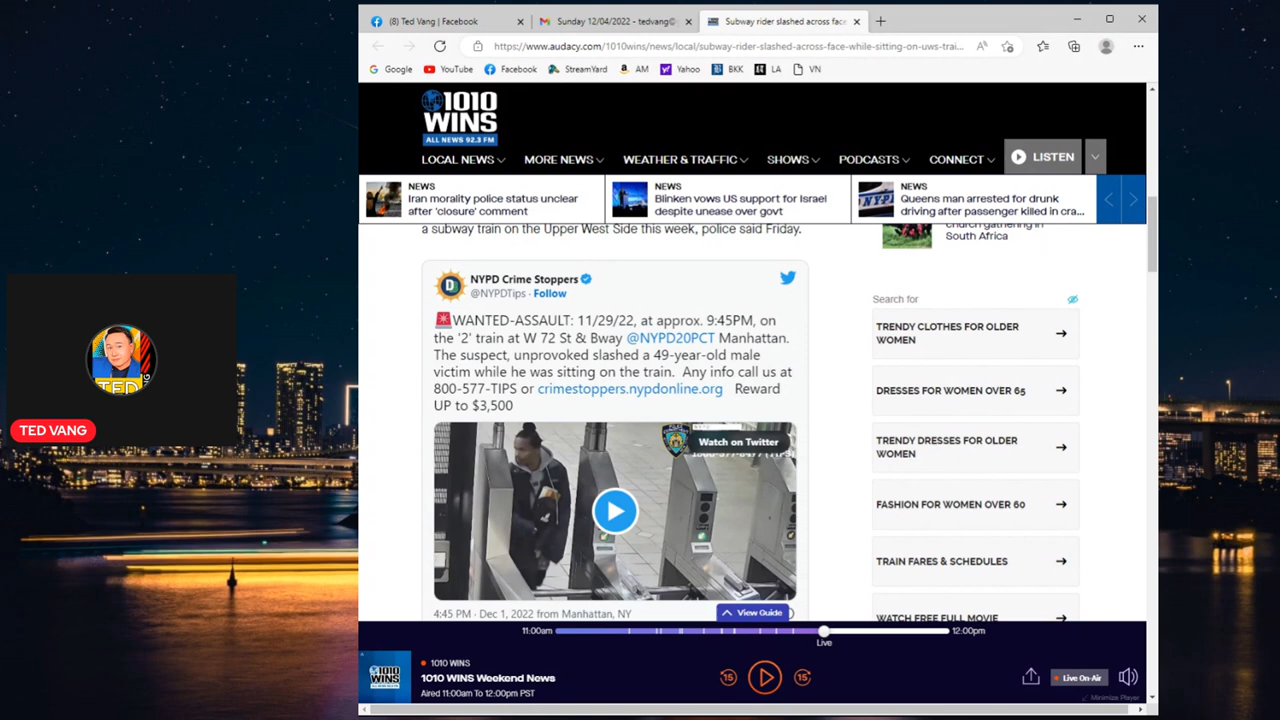 (8) Ted Vang | Facebook
Sunday 12/04/2022 - tedvang@
Subway rider slashed across face
https://www.audacy.com/1010wins/news/local/subway-rider-slashed-across-face-while-sitting-on-uws-trai...
Google
YouTube
Facebook
StreamYard
AM
Yahoo
BKK
LA
VN
1010
WINS
ALL NEWS 92.3 FM
LOCAL NEWS
MORE NEWS
WEATHER & TRAFFIC
SHOWS
PODCASTS
CONNECT
LISTEN
NEWS
Iran morality police status unclear
after 'closure' comment
NEWS
Blinken vows US support for Israel
despite unease over govt
NEWS
Queens man arrested for drunk
driving after passenger killed in cra...
a subway train on the Upper West Side this week, police said Friday.
church gathering in
South Africa
NYPD Crime Stoppers
@NYPDTips · Follow
WANTED-ASSAULT: 11/29/22, at approx. 9:45PM, on
the '2' train at W 72 St & Bway @NYPD20PCT Manhattan.
The suspect, unprovoked slashed a 49-year-old male
victim while he was sitting on the train. Any info call us at
800-577-TIPS or crimestoppers.nypdonline.org Reward
UP to $3,500
Watch on Twitter
4:45 PM · Dec 1, 2022 from Manhattan, NY
View Guide
Search for
TRENDY CLOTHES FOR OLDER
WOMEN
DRESSES FOR WOMEN OVER 65
TRENDY DRESSES FOR OLDER
WOMEN
FASHION FOR WOMEN OVER 60
TRAIN FARES & SCHEDULES
WATCH FREE FULL MOVIE
TED
TED VANG
11:00am
12:00pm
Live
1010
WINS
1010 WINS
1010 WINS Weekend News
Aired 11:00am To 12:00pm PST
15
15
Live On-Air
Minimize Player